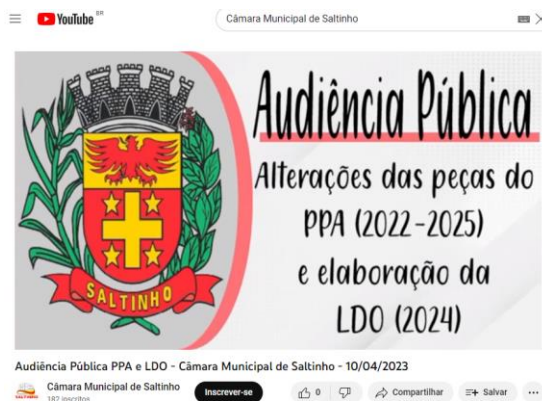 YouTube BR
Câmara Municipal de Saltinho
Audiência Pública
Alterações das peças do
PPA (2022-2025)
e elaboração da
LDO (2024)
SALTINHO
Audiência Pública PPA e LDO - Câmara Municipal de Saltinho - 10/04/2023
Câmara Municipal de Saltinho
182 inscritos
SALTINHO
Inscrever-se
0
Compartilhar
Salvar